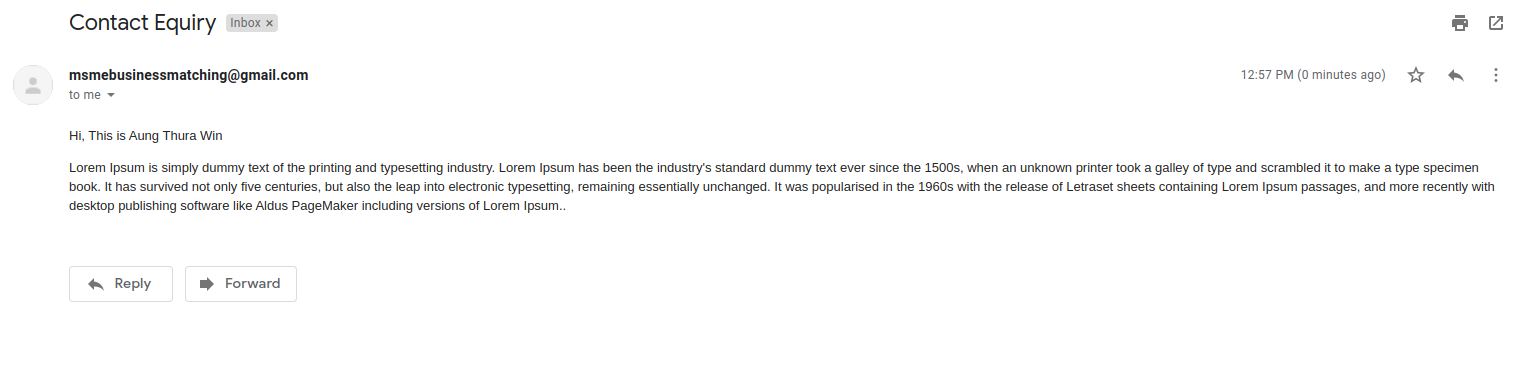 Contact Equiry Inbox ×
msmebusinessmatching@gmail.com 12:57 PM (0 minutes ago)
to me
Hi, This is Aung Thura Win
Lorem Ipsum is simply dummy text of the printing and typesetting industry. Lorem Ipsum has been the industry's standard dummy text ever since the 1500s, when an unknown printer took a galley of type and scrambled it to make a type specimen
book. It has survived not only five centuries, but also the leap into electronic typesetting, remaining essentially unchanged. It was popularised in the 1960s with the release of Letraset sheets containing Lorem Ipsum passages, and more recently with
desktop publishing software like Aldus PageMaker including versions of Lorem Ipsum..
Reply Forward